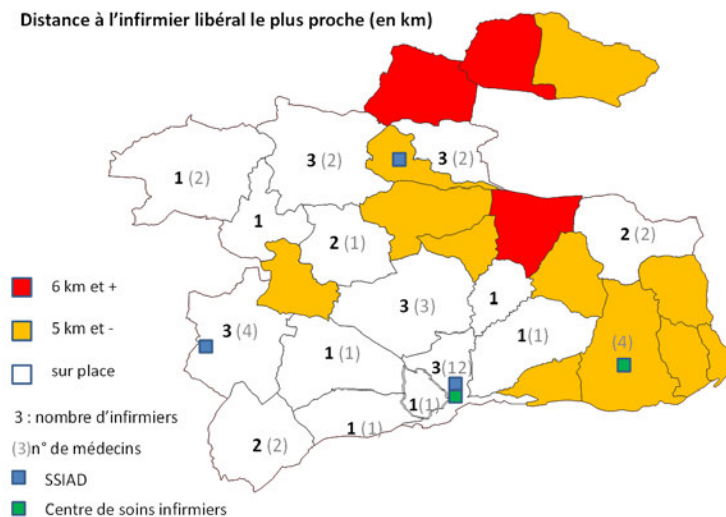 Distance à l'infirmier libéral le plus proche (en km)
1 (2)
3 (2)
3 (2)
1
2 (1)
2 (2)
3 (3)
1
3 (4)
1 (1)
1 (1)
(4)
3 (12)
1 (1)
1 (1)
2 (2)
6 km et +
5 km et -
sur place
3 : nombre d'infirmiers
(3)n° de médecins
SSIAD
Centre de soins infirmiers